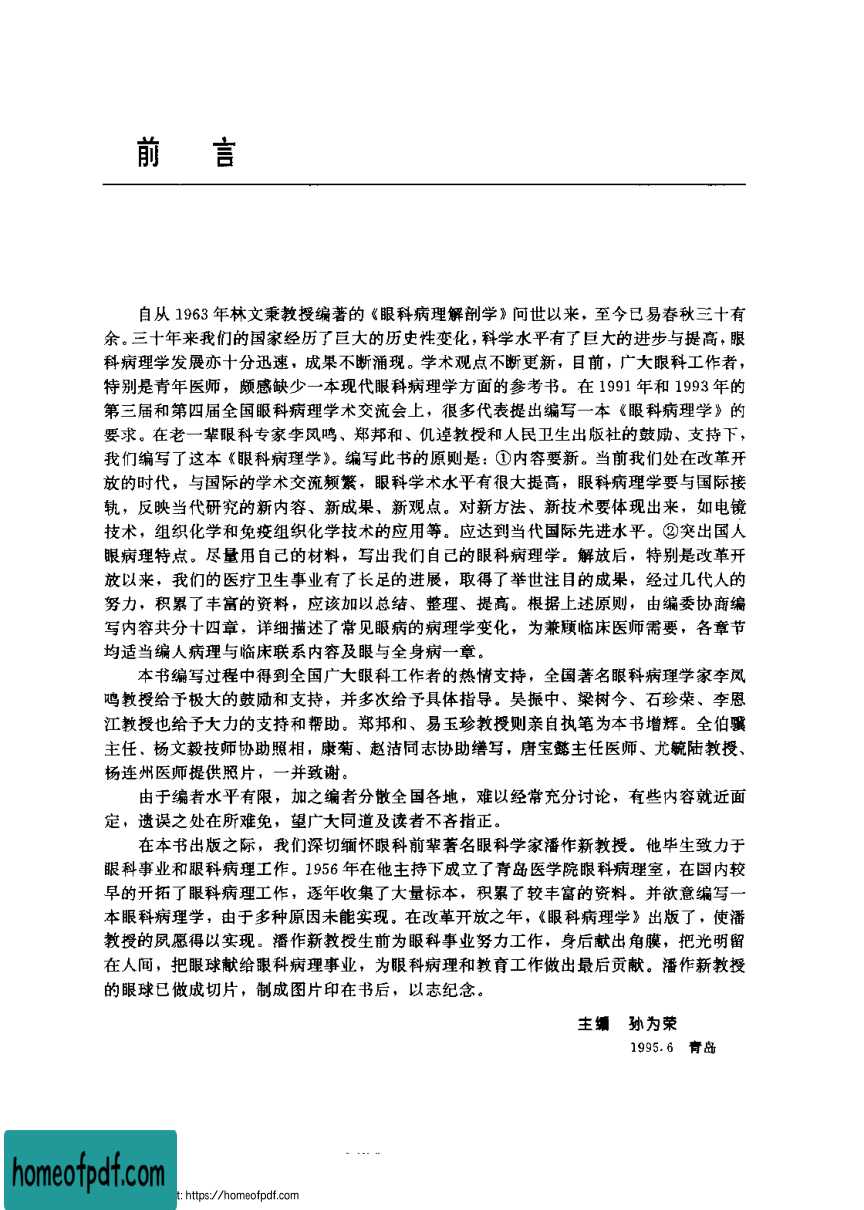 前 言
自从 1963 年林文秉教授编著的《眼科病理解剖学》问世以来，至今已易春秋三十有
余。三十年来我们的国家经历了巨大的历史性变化，科学水平有了巨大的进步与提高，眼
科病理学发展亦十分迅速，成果不断涌现。学术观点不断更新，目前，广大眼科工作者，
特别是青年医师，颇感缺少一本现代眼科病理学方面的参考书。在 1991 年和 1993 年的
第三届和第四届全国眼科病理学术交流会上，很多代表提出编写一本《眼科病理学》的
要求。在老一辈眼科专家李凤鸣、郑邦和、仉逴教授和人民卫生出版社的鼓励、支持下，
我们编写了这本《眼科病理学》。编写此书的原则是：①内容要新。当前我们处在改革开
放的时代，与国际的学术交流频繁，眼科学术水平有很大提高，眼科病理学要与国际接
轨，反映当代研究的新内容、新成果、新观点。对新方法、新技术要体现出来，如电镜
技术，组织化学和免疫组织化学技术的应用等。应达到当代国际先进水平。②突出国人
眼病理特点。尽量用自己的材料，写出我们自己的眼科病理学。解放后，特别是改革开
放以来，我们的医疗卫生事业有了长足的进展，取得了举世注目的成果，经过几代人的
努力，积累了丰富的资料，应该加以总结、整理、提高。根据上述原则，由编委协商编
写内容共分十四章，详细描述了常见眼病的病理学变化，为兼顾临床医师需要，各章节
均适当编人病理与临床联系内容及眼与全身病一章。
本书编写过程中得到全国广大眼科工作者的热情支持，全国著名眼科病理学家李凤
鸣教授给予极大的鼓励和支持，并多次给予具体指导。吴振中、梁树今、石珍荣、李恩
江教授也给予大力的支持和帮助。郑邦和、易玉珍教授则亲自执笔为本书增辉。全伯骥
主任、杨文毅技师协助照相，康菊、赵洁同志协助缮写，唐宝懿主任医师、尤毓陆教授、
杨连州医师提供照片，一并致谢。
由于编者水平有限，加之编者分散全国各地，难以经常充分讨论，有些内容就近面
定，遗误之处在所难免，望广大同道及读者不吝指正。
在本书出版之际，我们深切缅怀眼科前辈著名眼科学家潘作新教授。他毕生致力于
眼科事业和眼科病理工作。1956 年在他主持下成立了青岛医学院眼科病理室，在国内较
早的开拓了眼科病理工作，逐年收集了大量标本，积累了较丰富的资料。并欲意编写一
本眼科病理学，由于多种原因未能实现。在改革开放之年，《眼科病理学》出版了，使潘
教授的夙愿得以实现。潘作新教授生前为眼科事业努力工作，身后献出角膜，把光明留
在人间，把眼球献给眼科病理事业，为眼科病理和教育工作做出最后贡献。潘作新教授
的眼球已做成切片，制成图片印在书后，以志纪念。
主编 孙为荣
1995.6 青岛
homeofpdf.com
t: https://homeofpdf.com